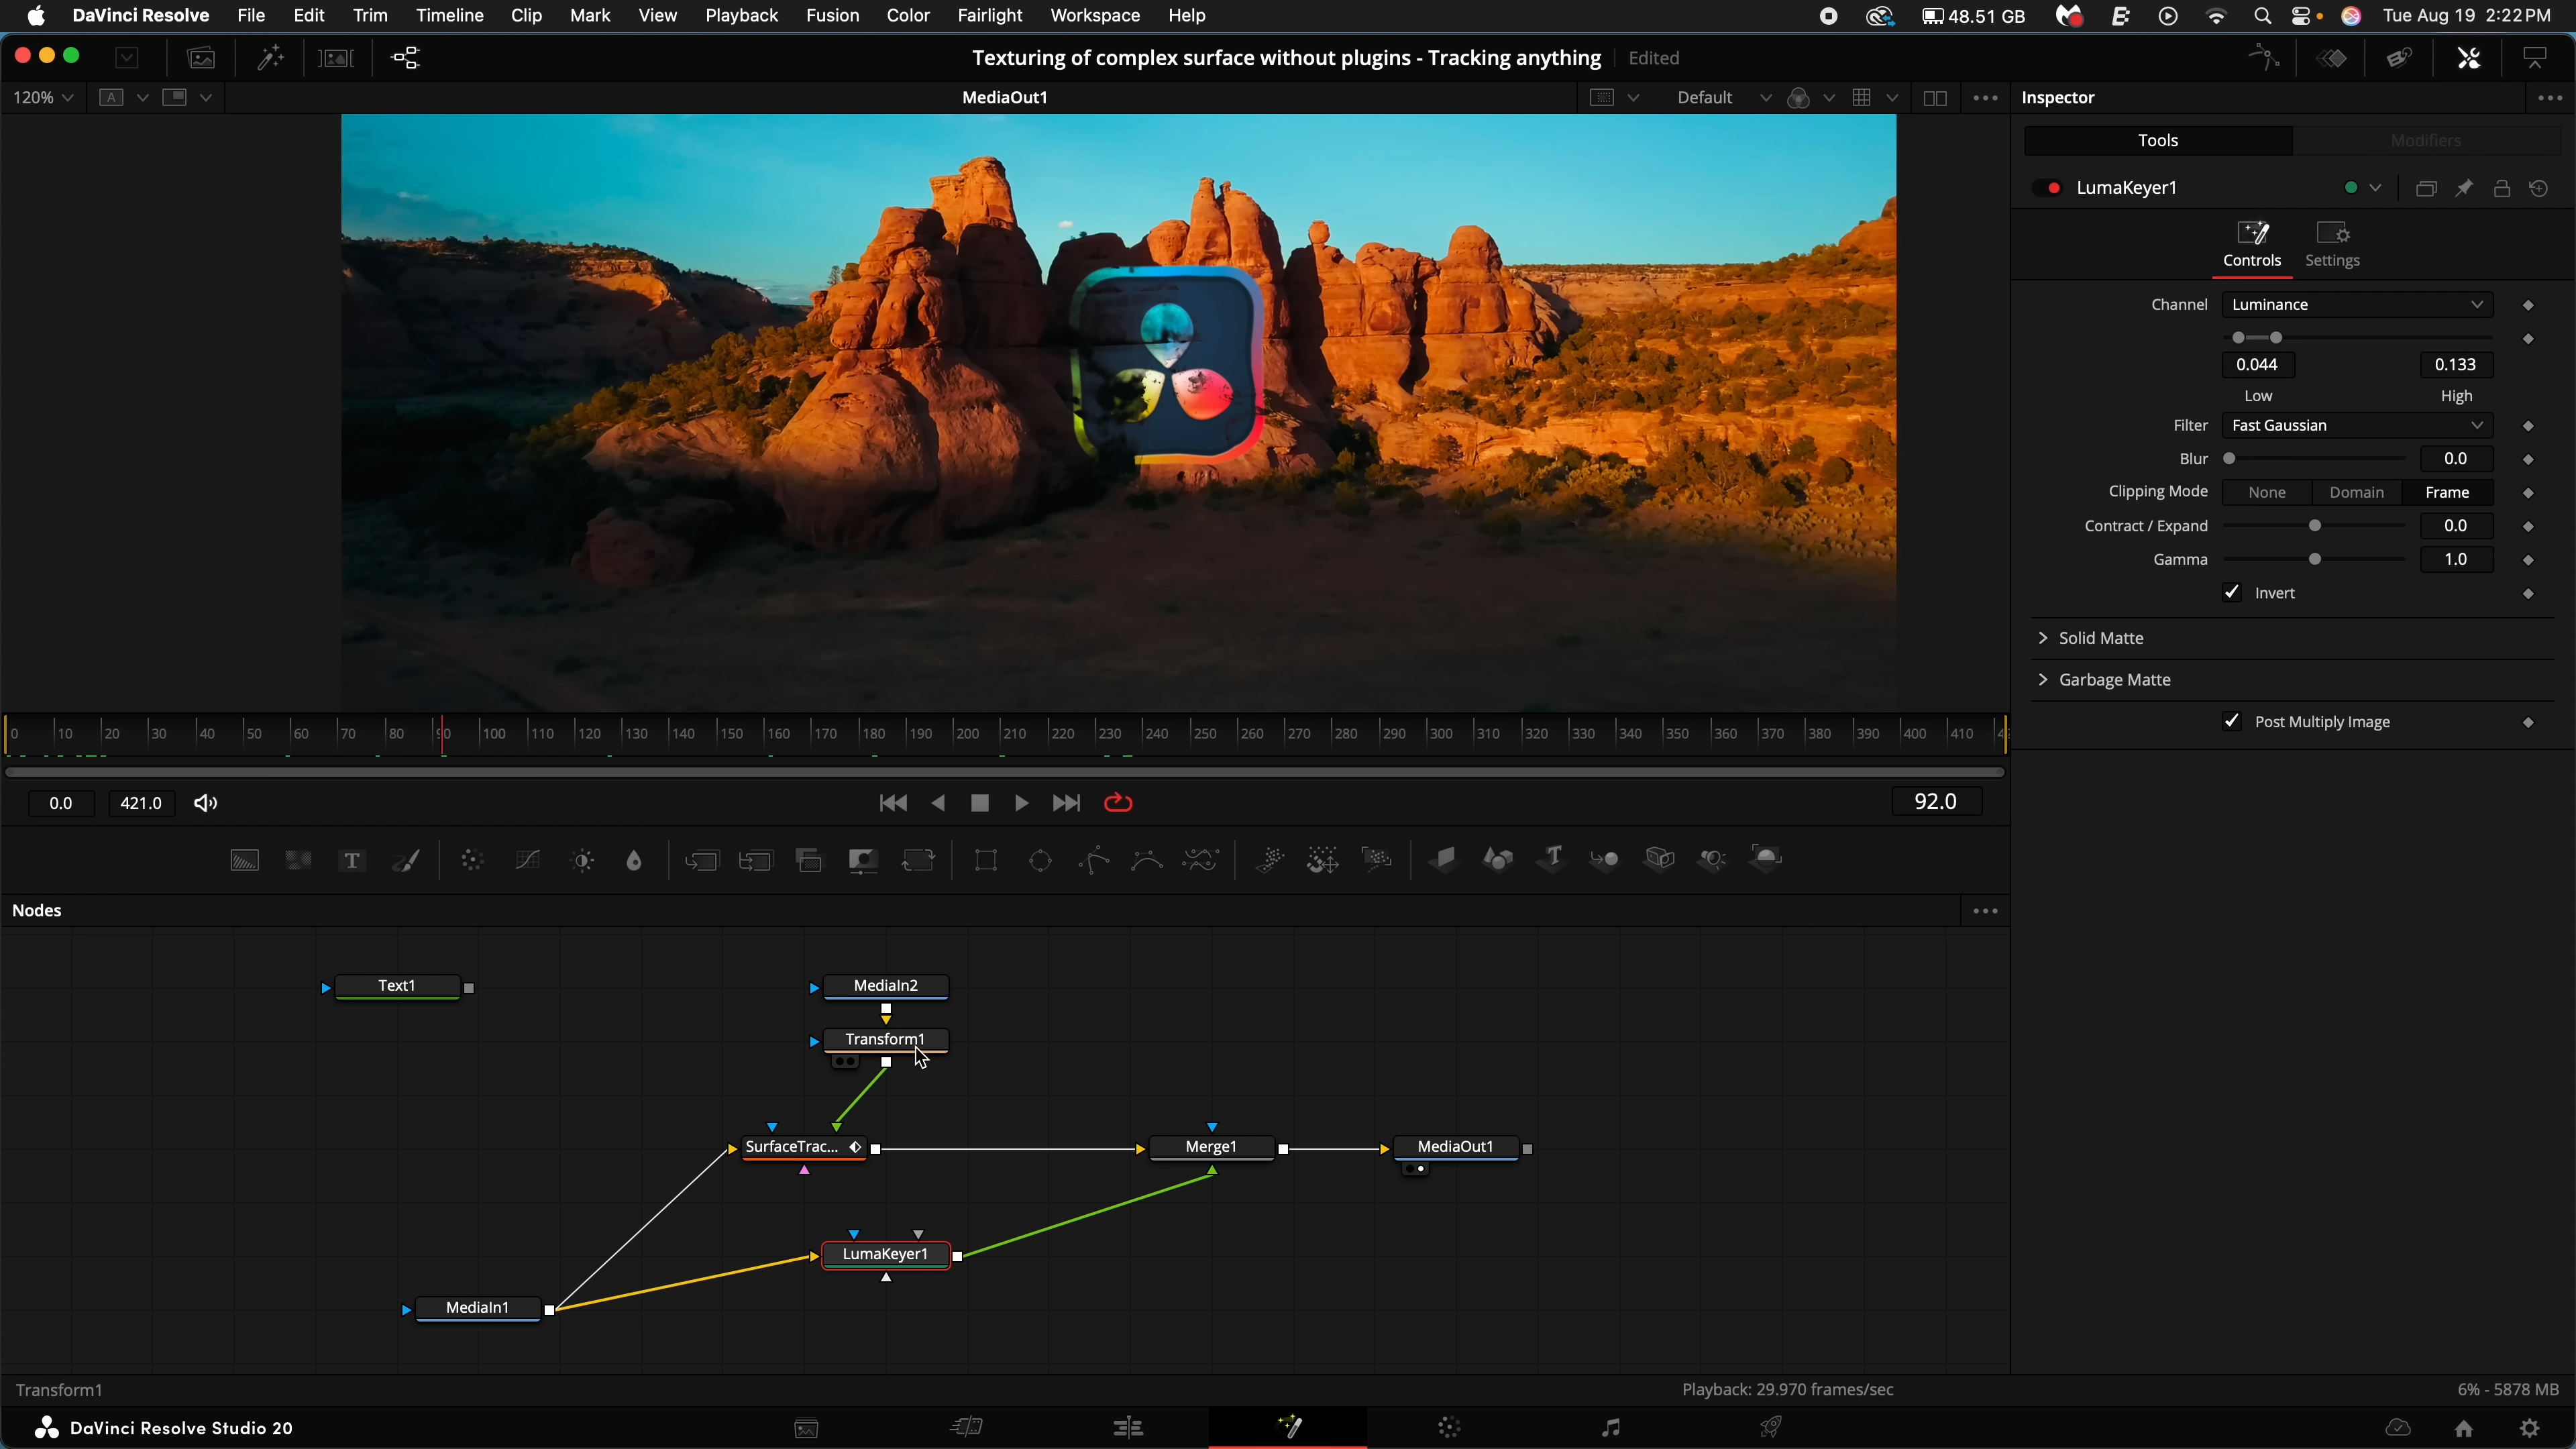 DaVinci Resolve File Edit Trim Timeline Clip Mark View Playback Fusion Color Fairlight Workspace Help 48.51 GB Tue Aug 19 2:22 PM
Texturing of complex surface without plugins - Tracking anything Edited
120% A MediaOut1 Default Inspector
Tools Modifiers
LumaKeyer1
Controls Settings
Channel Luminance
0.044 0.133
Low High
Filter Fast Gaussian
Blur 0.0
Clipping Mode None Domain Frame
Contract / Expand 0.0
Gamma 1.0
Invert
Solid Matte
Garbage Matte
Post Multiply Image
0 10 20 30 40 50 60 70 80 90 100 110 120 130 140 150 160 170 180 190 200 210 220 230 240 250 260 270 280 290 300 310 320 330 340 350 360 370 380 390 400 410
0.0 421.0 92.0
Nodes
Text1 MediaIn2
Transform1
SurfaceTrac... Merge1 MediaOut1
LumaKeyer1
MediaIn1
Transform1 Playback: 29.970 frames/sec 6% - 5878 MB
DaVinci Resolve Studio 20